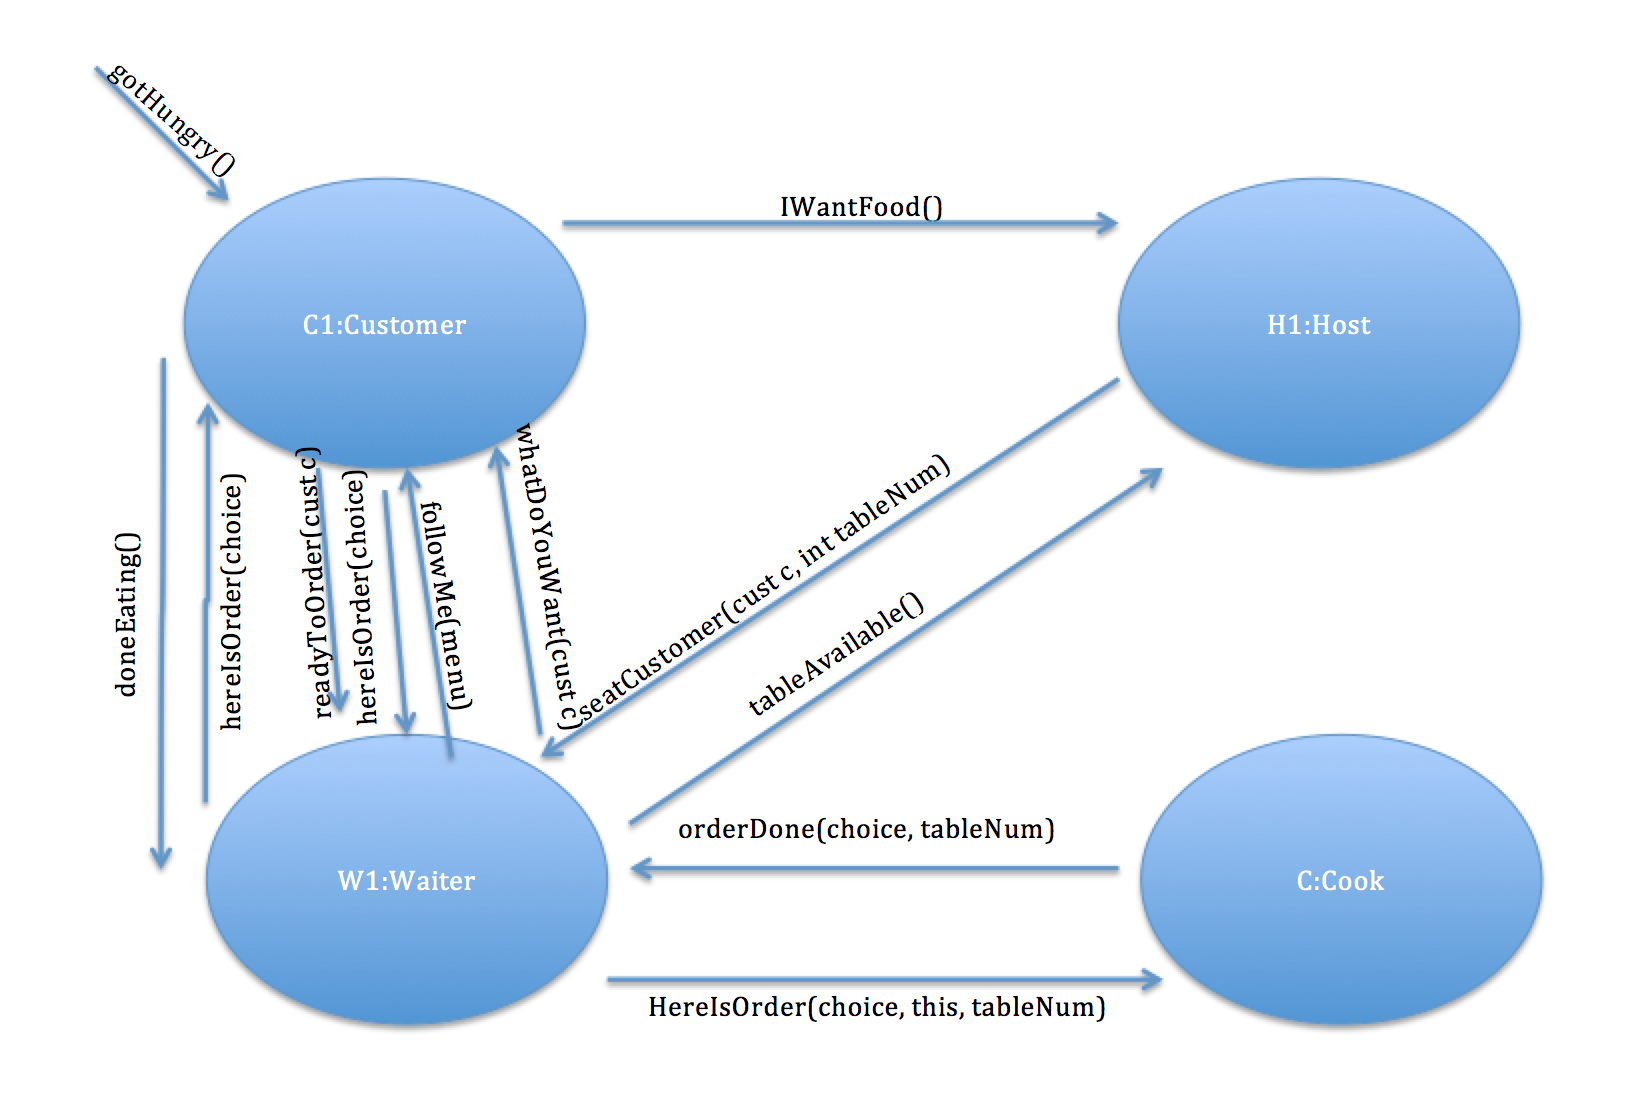 gotHungry()
IWantFood()
C1:Customer
H1:Host
doneEating()
hereIsOrder(choice)
readyToOrder(cust c)
hereIsOrder(choice)
followMe(menu)
whatDoYouWant(cust c)
seatCustomer(cust c, int tableNum)
tableAvailable()
orderDone(choice, tableNum)
W1:Waiter
C:Cook
HereIsOrder(choice, this, tableNum)